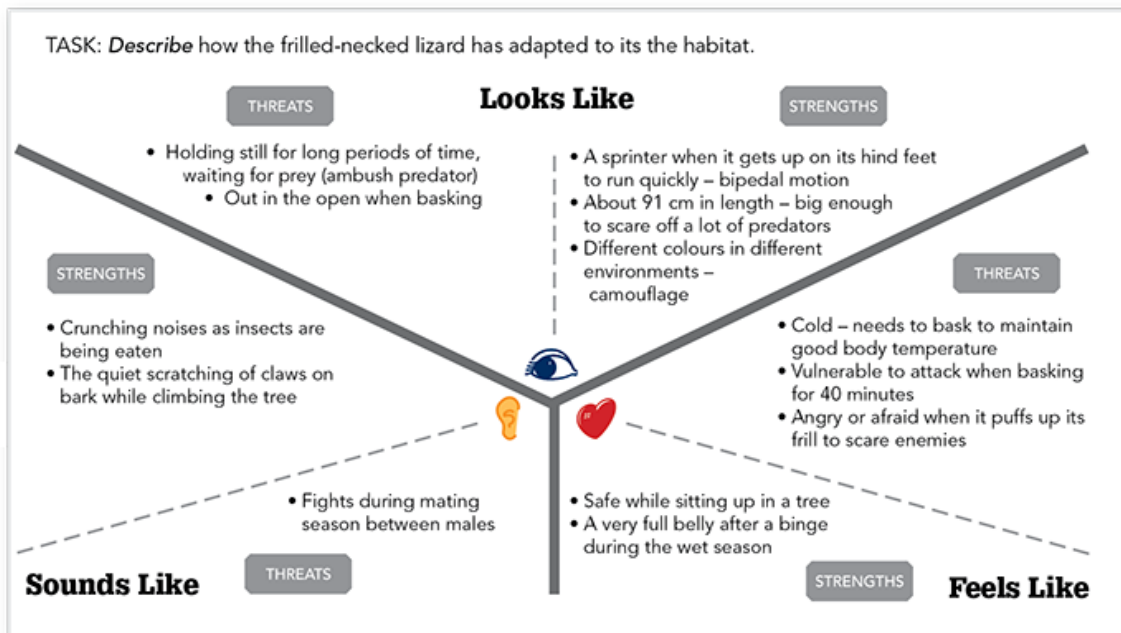 TASK: Describe how the frilled-necked lizard has adapted to its the habitat.
Looks Like
THREATS
• Holding still for long periods of time,
waiting for prey (ambush predator)
• Out in the open when basking
STRENGTHS
• A sprinter when it gets up on its hind feet
to run quickly – bipedal motion
• About 91 cm in length – big enough
to scare off a lot of predators
• Different colours in different
environments –
camouflage
STRENGTHS
• Crunching noises as insects are
being eaten
• The quiet scratching of claws on
bark while climbing the tree
• Fights during mating
season between males
THREATS
Sounds Like
THREATS
• Cold – needs to bask to maintain
good body temperature
• Vulnerable to attack when basking
for 40 minutes
• Angry or afraid when it puffs up its
frill to scare enemies
• Safe while sitting up in a tree
• A very full belly after a binge
during the wet season
STRENGTHS
Feels Like